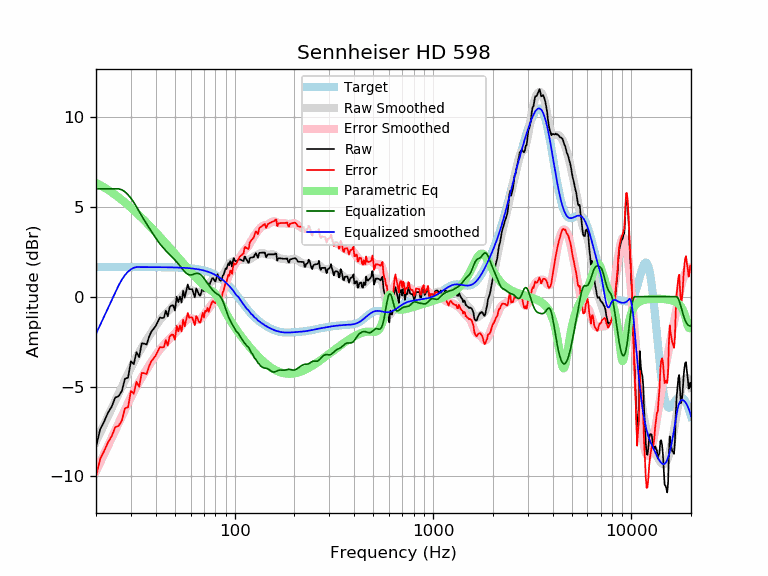 Sennheiser HD 598
Target
Raw Smoothed
Error Smoothed
Raw
Error
Parametric Eq
Equalization
Equalized smoothed
10
5
0
−5
−10
Amplitude (dBr)
100
1000
10000
Frequency (Hz)